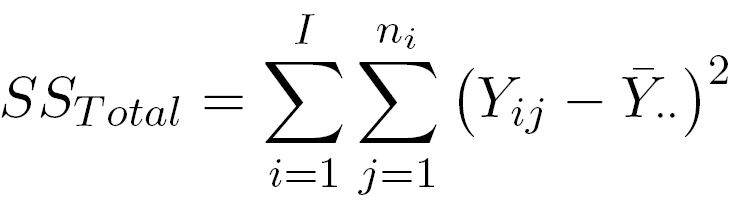 $SS_{Total} = \sum_{i=1}^{I} \sum_{j=1}^{n_i} \left( Y_{ij} - \bar{Y}_{..} \right)^2$